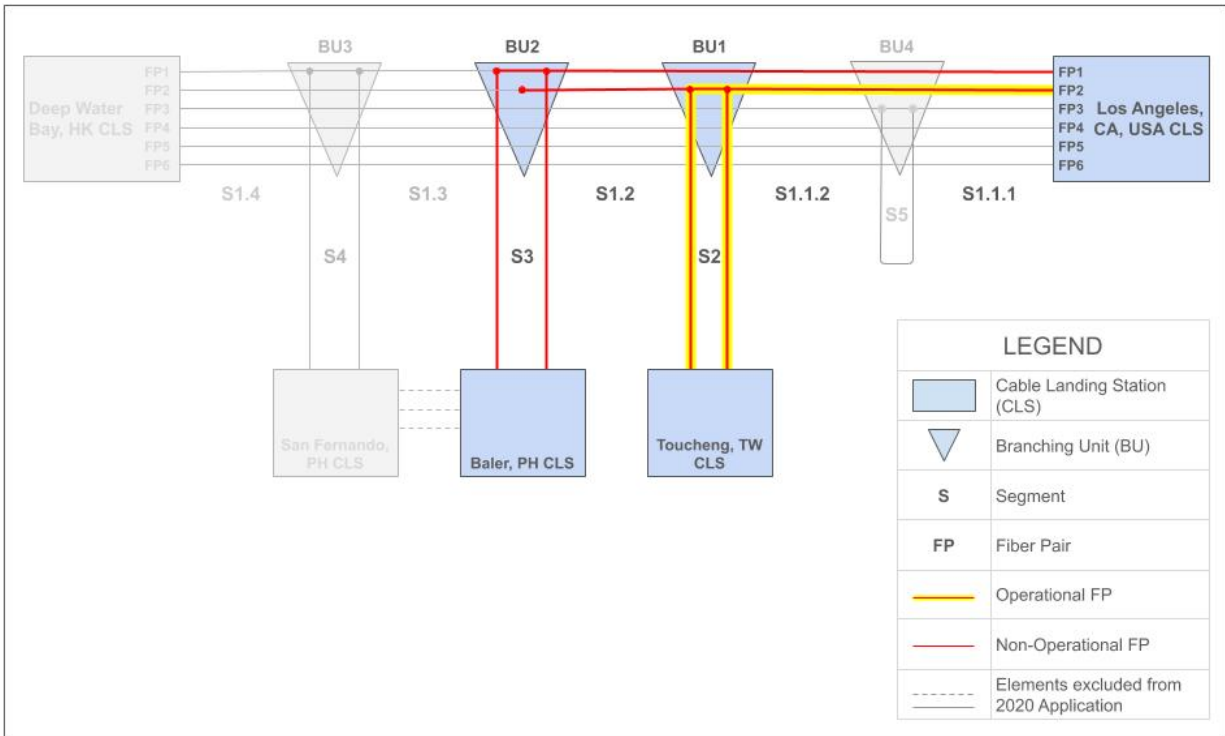 BU3
BU2
BU1
BU4
Deep Water
Bay, HK CLS
FP1
FP2
FP3
FP4
FP5
FP6
FP1
FP2
FP3
FP4
FP5
FP6
Los Angeles,
CA, USA CLS
S1.4
S1.3
S1.2
S1.1.2
S1.1.1
S4
S3
S2
S5
San Fernando,
PH CLS
Baler, PH CLS
Toucheng, TW
CLS
LEGEND
Cable Landing Station
(CLS)
Branching Unit (BU)
S
Segment
FP
Fiber Pair
Operational FP
Non-Operational FP
Elements excluded from
2020 Application